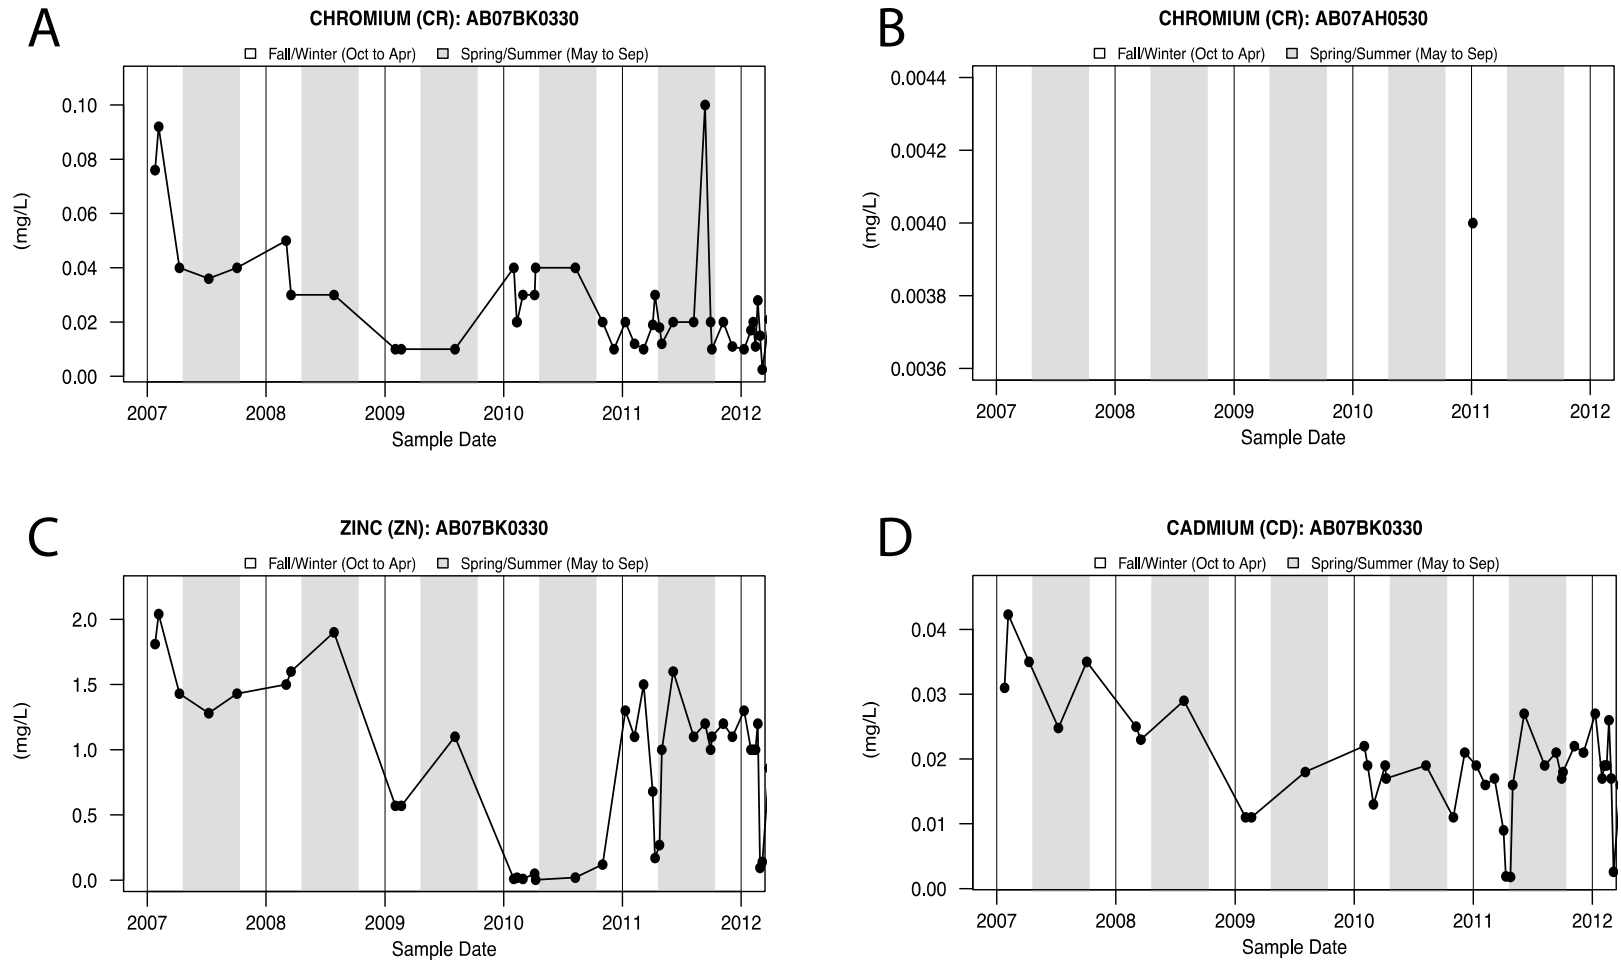 A
CHROMIUM (CR): AB07BK0330
Fall/Winter (Oct to Apr) Spring/Summer (May to Sep)
0.10
0.08
0.06
0.04
0.02
0.00
(mg/L)
2007 2008 2009 2010 2011 2012
Sample Date
B
CHROMIUM (CR): AB07AH0530
Fall/Winter (Oct to Apr) Spring/Summer (May to Sep)
0.0044
0.0042
0.0040
0.0038
0.0036
(mg/L)
2007 2008 2009 2010 2011 2012
Sample Date
C
ZINC (ZN): AB07BK0330
Fall/Winter (Oct to Apr) Spring/Summer (May to Sep)
2.0
1.5
1.0
0.5
0.0
(mg/L)
2007 2008 2009 2010 2011 2012
Sample Date
D
CADMIUM (CD): AB07BK0330
Fall/Winter (Oct to Apr) Spring/Summer (May to Sep)
0.04
0.03
0.02
0.01
0.00
(mg/L)
2007 2008 2009 2010 2011 2012
Sample Date